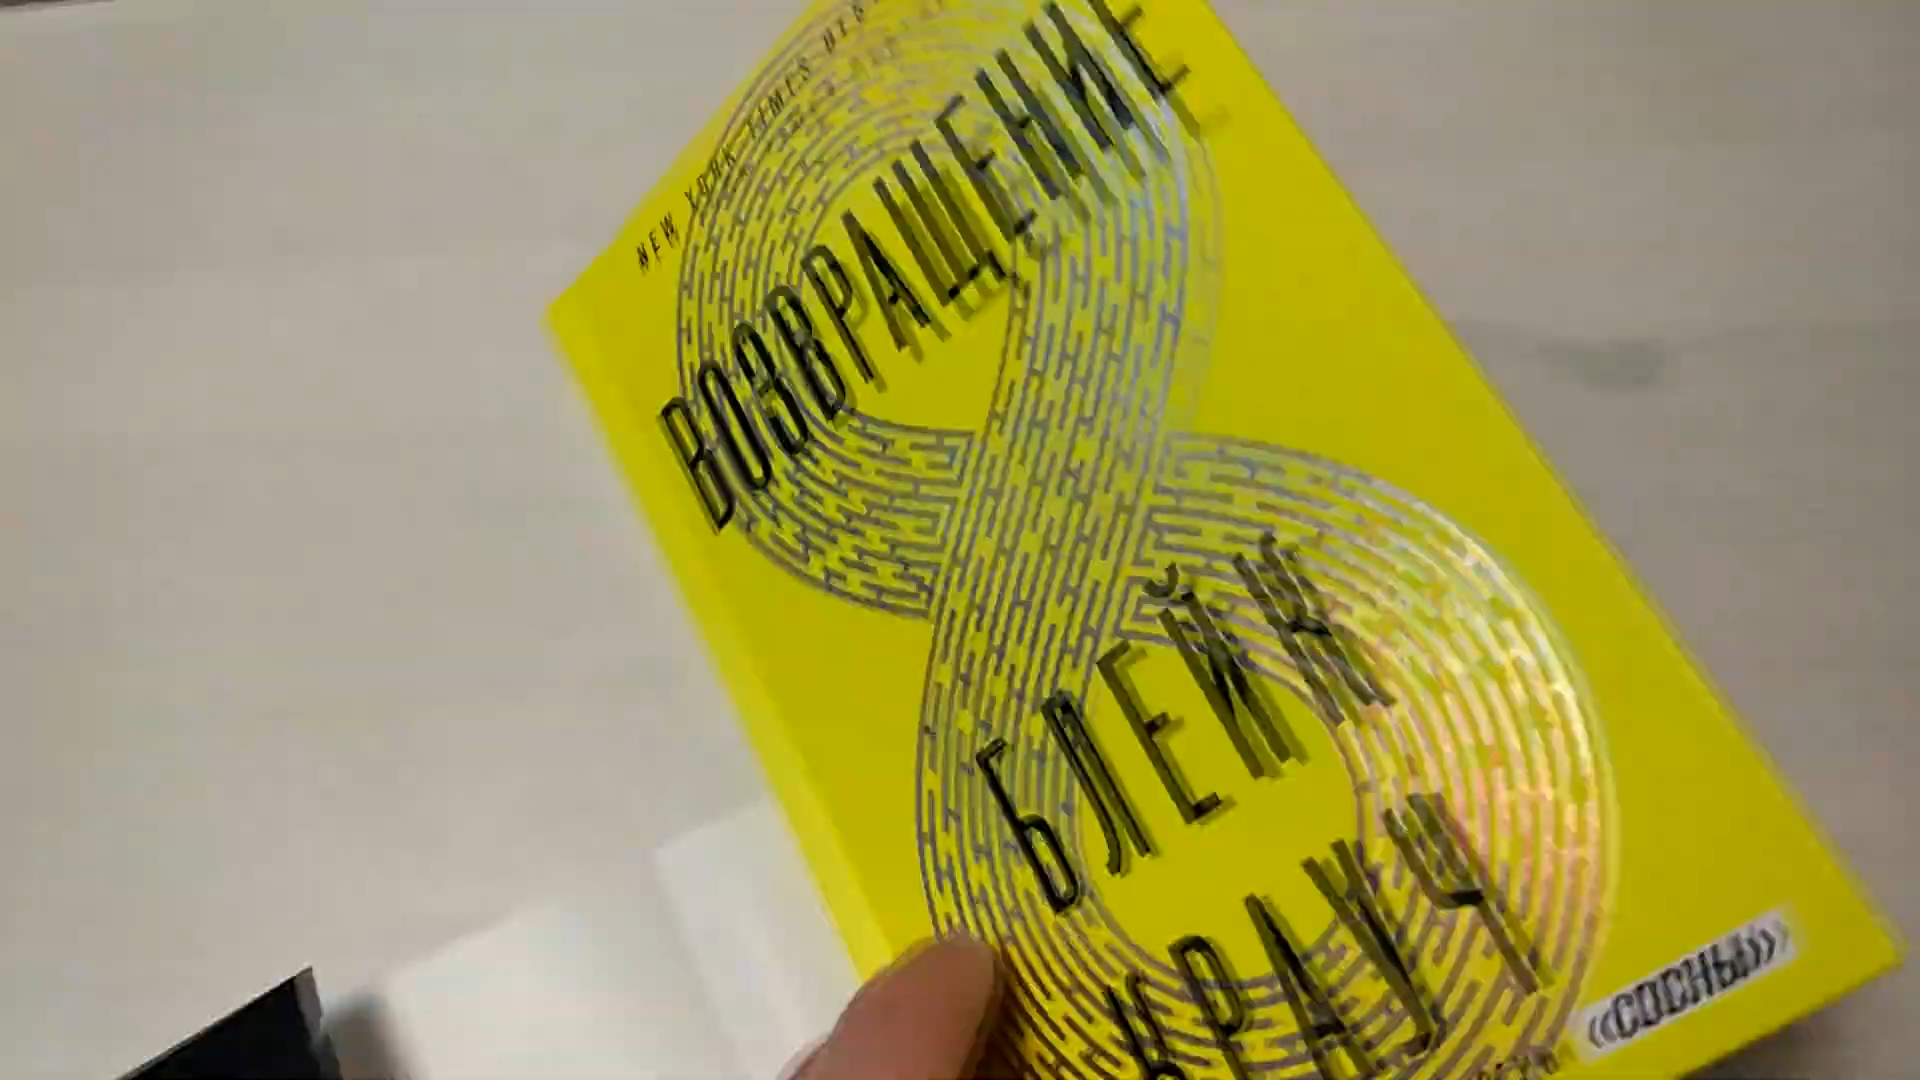 NEW YORK TIMES
ВОЗВРАЩЕНИЕ
БЛЕЙК
КРАУЧ
«СОСНЫ»